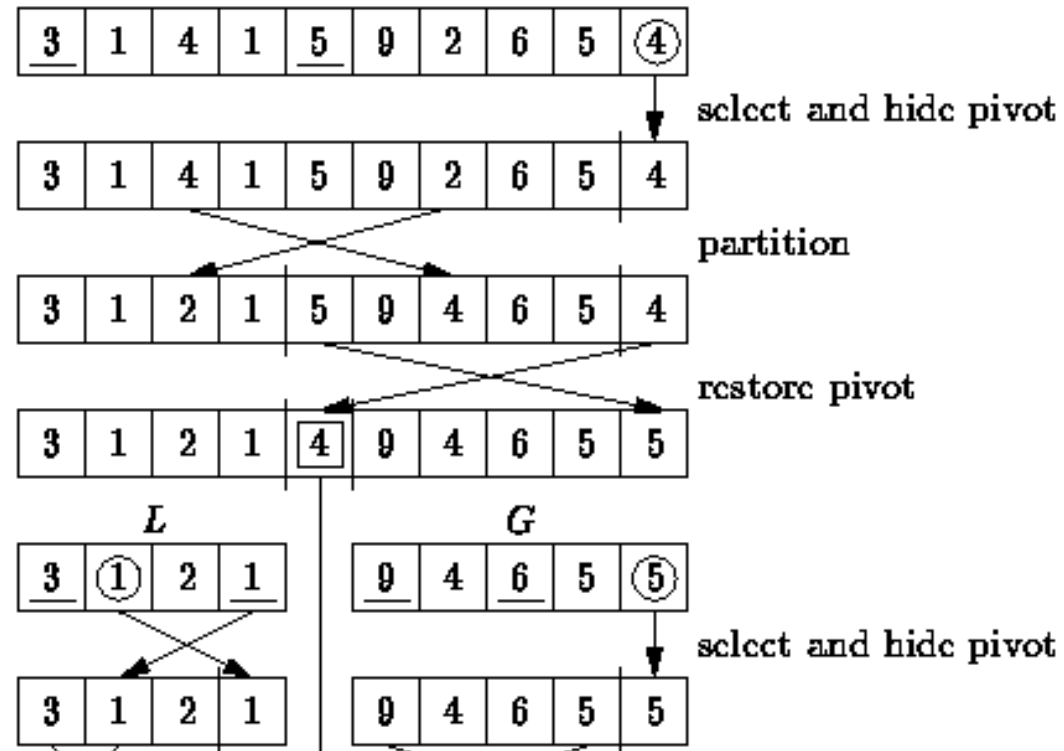 3 1 4 1 5 9 2 6 5 4
select and hide pivot
3 1 4 1 5 9 2 6 5 4
partition
3 1 2 1 5 9 4 6 5 4
restore pivot
3 1 2 1 4 9 4 6 5 5
L G
3 1 2 1 9 4 6 5 5
select and hide pivot
3 1 2 1 9 4 6 5 5